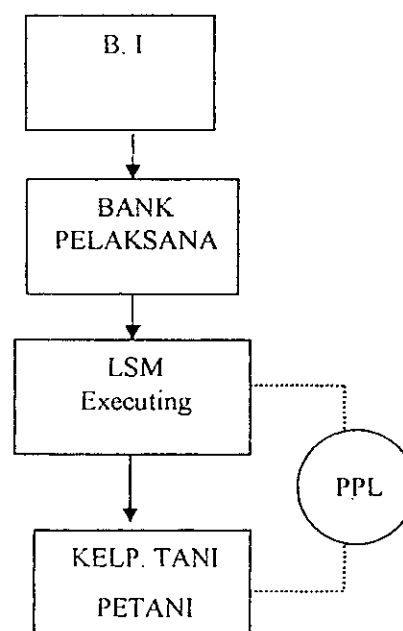 B. I
BANK
PELAKSANA
LSM
Executing
PPL
KELP. TANI
PETANI